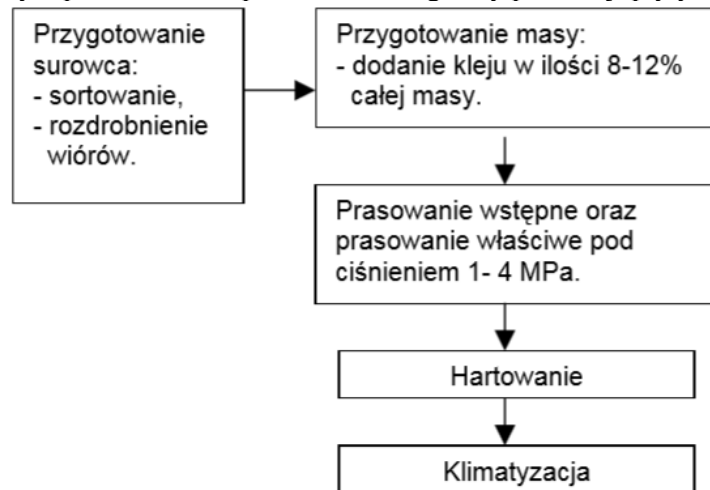 Przygotowanie
surowca:
- sortowanie,
- rozdrobnienie
wiórów.
Przygotowanie masy:
- dodanie kleju w ilości 8-12%
całej masy.
Prasowanie wstępne oraz
prasowanie właściwe pod
ciśnieniem 1- 4 MPa.
Hartowanie
Klimatyzacja